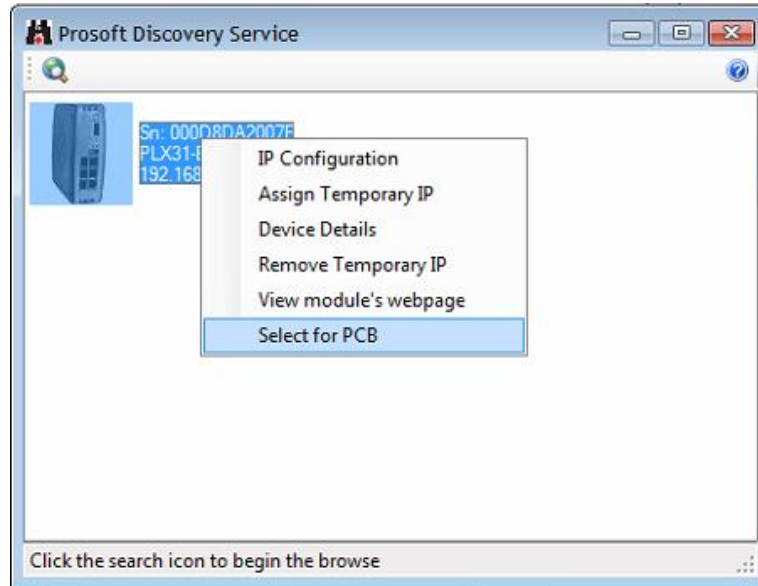 Prosoft Discovery Service
Sn: 000D8DA2007F
PLX31-
192.168
IP Configuration
Assign Temporary IP
Device Details
Remove Temporary IP
View module's webpage
Select for PCB
Click the search icon to begin the browse